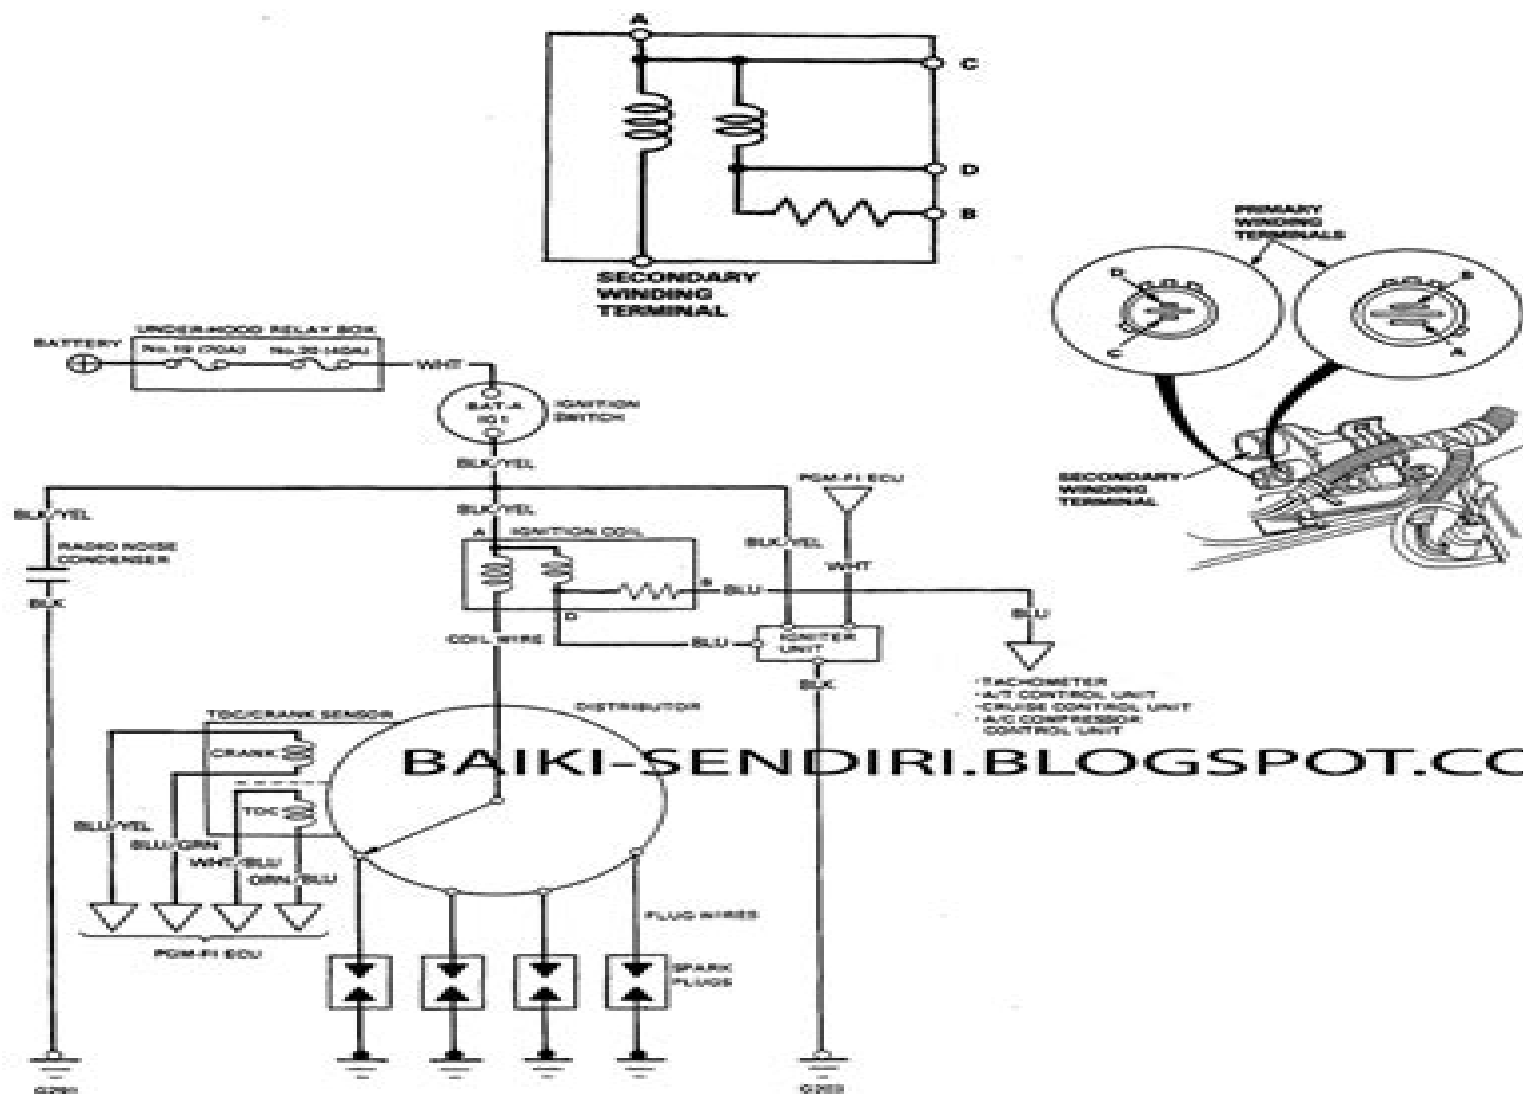 A
C
D
B
SECONDARY
WINDING
TERMINAL
PRIMARY
WINDING
TERMINALS
D
C
B
A
SECONDARY
WINDING
TERMINAL
UNDER-HOOD RELAY BOX
BATTERY
WHT
BAT-A
IG1
IGNITION
SWITCH
BLK/YEL
BLK/YEL
BLK/YEL
PGM-FI ECU
A
IGNITION COIL
BLK/YEL
RADIO NOISE
CONDENSER
WHT
B
BLU
BLU
BLK
D
COIL WIRE
BLU
IGNITER
UNIT
BLK
·TACHOMETER
·A/T CONTROL UNIT
·CRUISE CONTROL UNIT
·A/C COMPRESSOR
CONTROL UNIT
DISTRIBUTOR
TDC/CRANK SENSOR
CRANK
BAIKI-SENDIRI.BLOGSPOT.CO
TDC
BLU/YEL
BLU/GRN
WHT/BLU
ORN/BLU
PLUG WIRES
PGM-FI ECU
SPARK
PLUGS